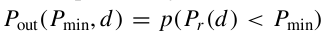 P_out(P_min, d) = p(P_r(d) < P_min)